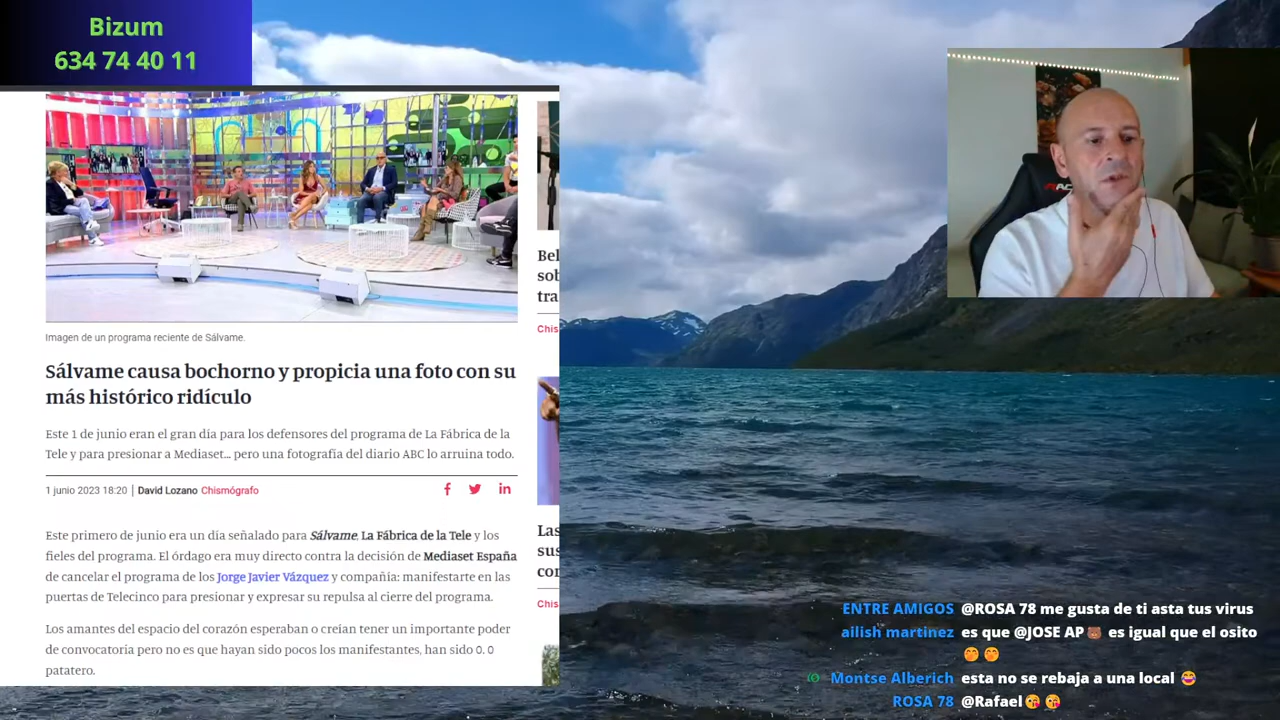 Bizum
634 74 40 11
Imagen de un programa reciente de Sálvame.
Sálvame causa bochorno y propicia una foto con su
más histórico ridículo
Este 1 de junio eran el gran día para los defensores del programa de La Fábrica de la
Tele y para presionar a Mediaset... pero una fotografía del diario ABC lo arruina todo.
1 junio 2023 18:20 | David Lozano Chismógrafo
Este primero de junio era un día señalado para Sálvame, La Fábrica de la Tele y los
fieles del programa. El órdago era muy directo contra la decisión de Mediaset España
de cancelar el programa de los Jorge Javier Vázquez y compañía: manifestarte en las
puertas de Telecinco para presionar y expresar su repulsa al cierre del programa.
Los amantes del espacio del corazón esperaban o creían tener un importante poder
de convocatoria pero no es que hayan sido pocos los manifestantes, han sido 0. 0
patatero.
Bel
sob
tra
Chis
Las
sus
con
Chis
ENTRE AMIGOS @ROSA 78 me gusta de ti asta tus virus
ailish martinez es que @JOSE AP🐻 es igual que el osito
🤭 🤭
Montse Alberich esta no se rebaja a una local 😂
ROSA 78 @Rafael😘 😘